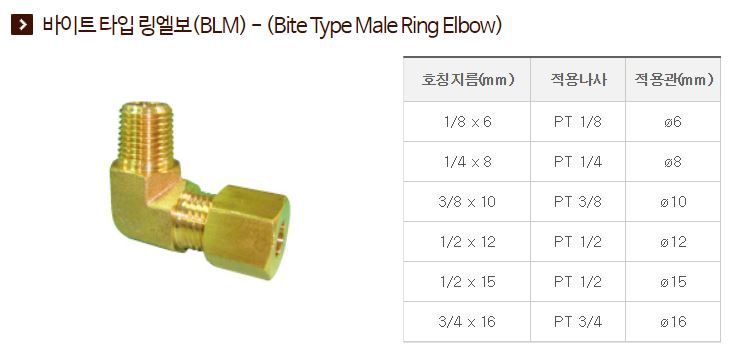 바이트 타입 링엘보(BLM) - (Bite Type Male Ring Elbow)
호칭지름(mm) 적용나사 적용관(mm)
1/8 x 6 PT 1/8 ø6
1/4 x 8 PT 1/4 ø8
3/8 x 10 PT 3/8 ø10
1/2 x 12 PT 1/2 ø12
1/2 x 15 PT 1/2 ø15
3/4 x 16 PT 3/4 ø16